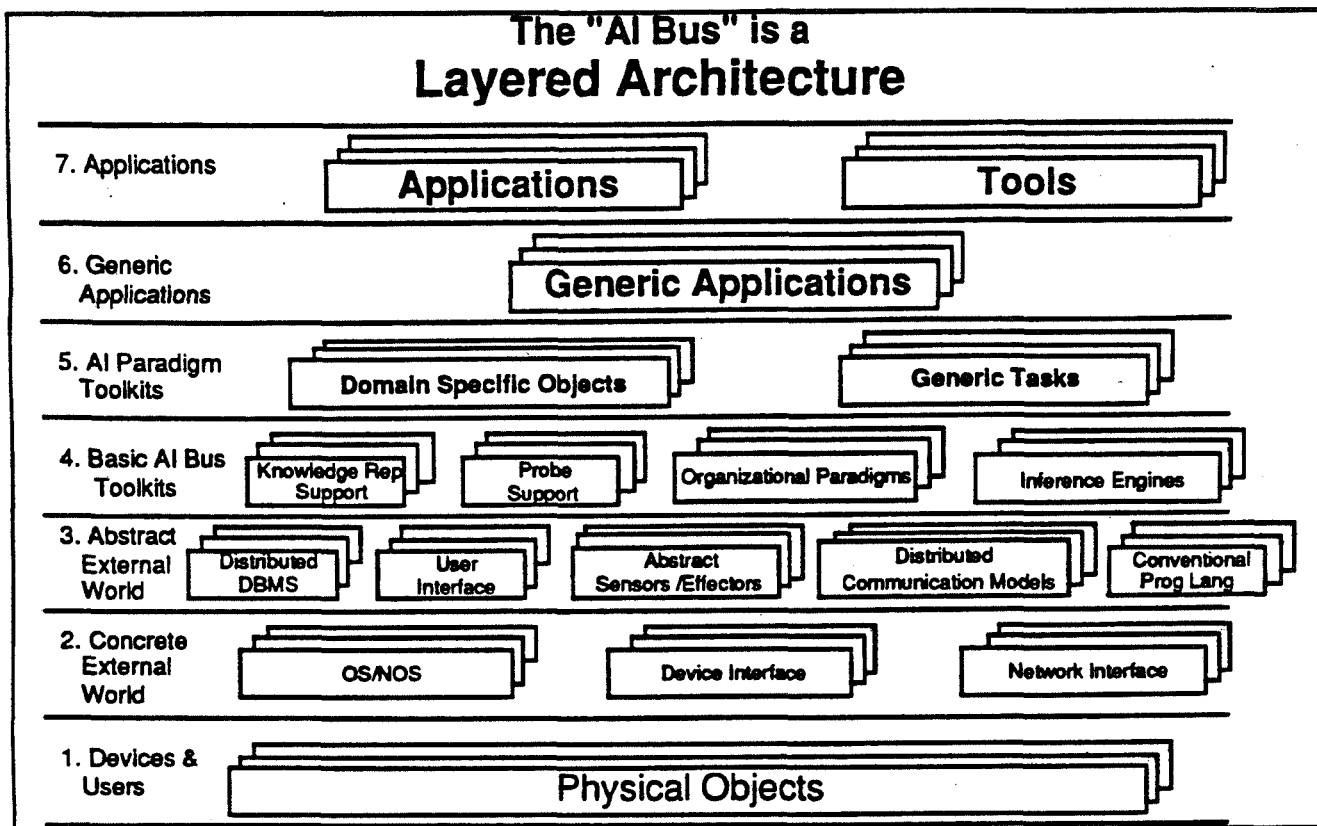 The "AI Bus" is a
Layered Architecture
7. Applications
Applications
Tools
6. Generic
Applications
Generic Applications
5. AI Paradigm
Toolkits
Domain Specific Objects
Generic Tasks
4. Basic AI Bus
Toolkits
Knowledge Rep
Support
Probe
Support
Organizational Paradigms
Inference Engines
3. Abstract
External
World
Distributed
DBMS
User
Interface
Abstract
Sensors /Effectors
Distributed
Communication Models
Conventional
Prog Lang
2. Concrete
External
World
OS/NOS
Device Interface
Network Interface
1. Devices &
Users
Physical Objects